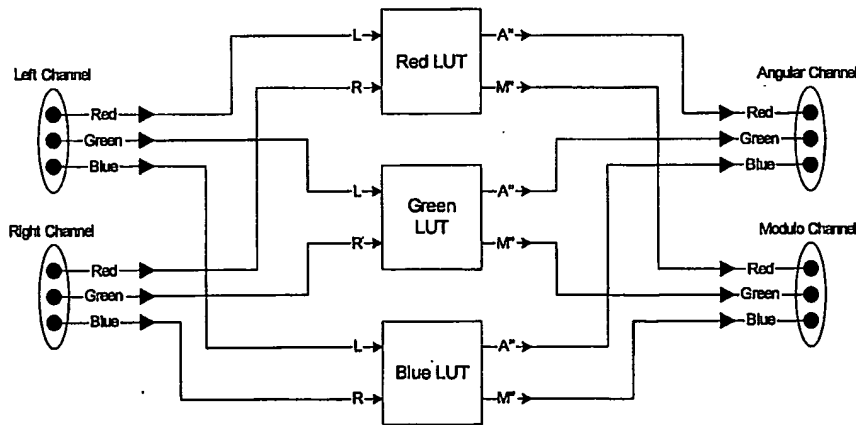 L
Red LUT
A"
R
M"
Left Channel
Red
Green
Blue
Angular Channel
Red
Green
Blue
L
Green
LUT
A"
R'
M"
Right Channel
Red
Green
Blue
Modulo Channel
Red
Green
Blue
L
Blue LUT
A"
R
M"